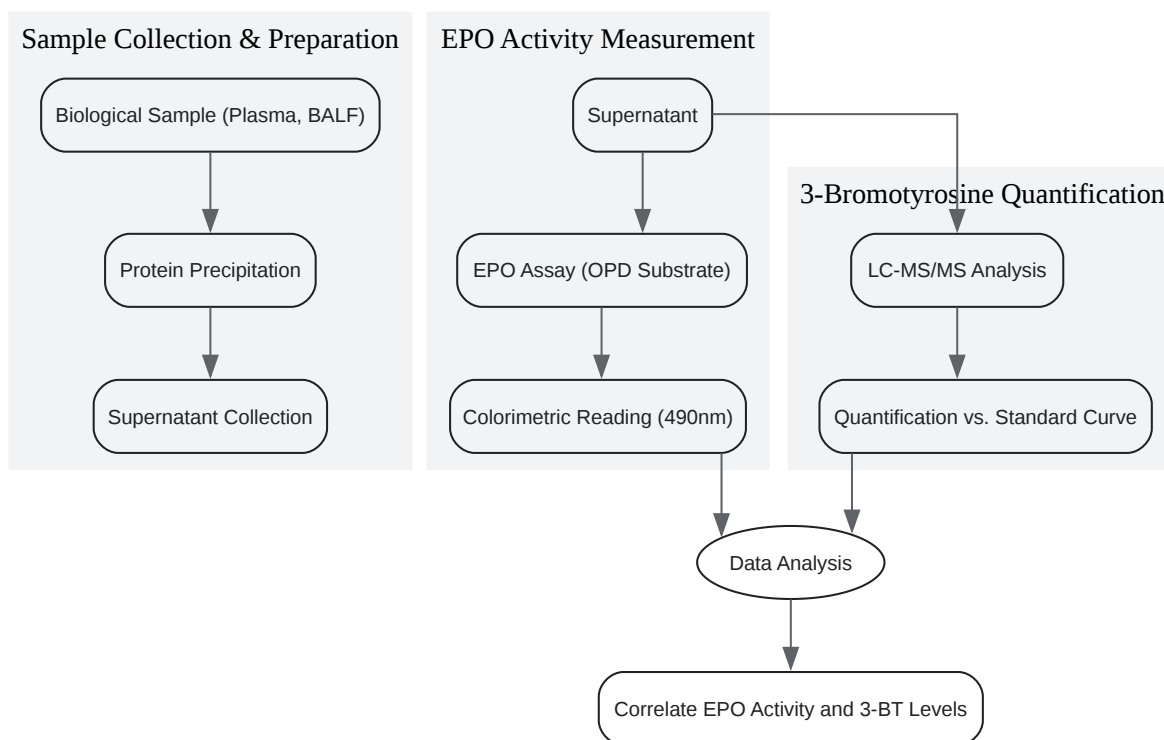 Sample Collection & Preparation
Biological Sample (Plasma, BALF)
Protein Precipitation
Supernatant Collection
EPO Activity Measurement
Supernatant
EPO Assay (OPD Substrate)
Colorimetric Reading (490nm)
3-Bromotyrosine Quantification
LC-MS/MS Analysis
Quantification vs. Standard Curve
Data Analysis
Correlate EPO Activity and 3-BT Levels